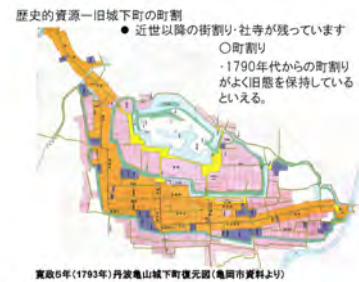 歴史的資源ー旧城下町の町割
● 近世以降の街割り・社寺が残っています
○町割り
・1790年代からの町割り
がよく旧態を保持している
といえる。
寛政5年(1793年)丹波亀山城下町復元図(亀岡市資料より)